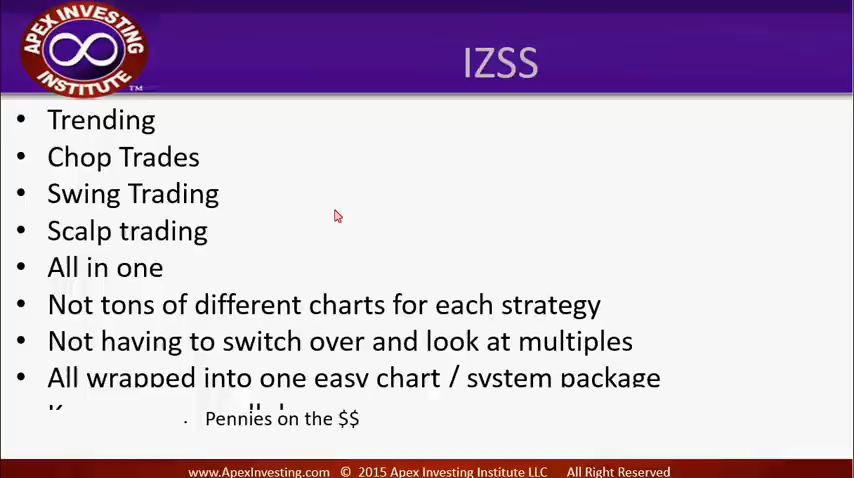 APEX INVESTING
INSTITUTE ™
IZSS
• Trending
• Chop Trades
• Swing Trading
• Scalp trading
• All in one
• Not tons of different charts for each strategy
• Not having to switch over and look at multiples
• All wrapped into one easy chart / system package
• Pennies on the $$
www.ApexInvesting.com © 2015 Apex Investing Institute LLC All Right Reserved